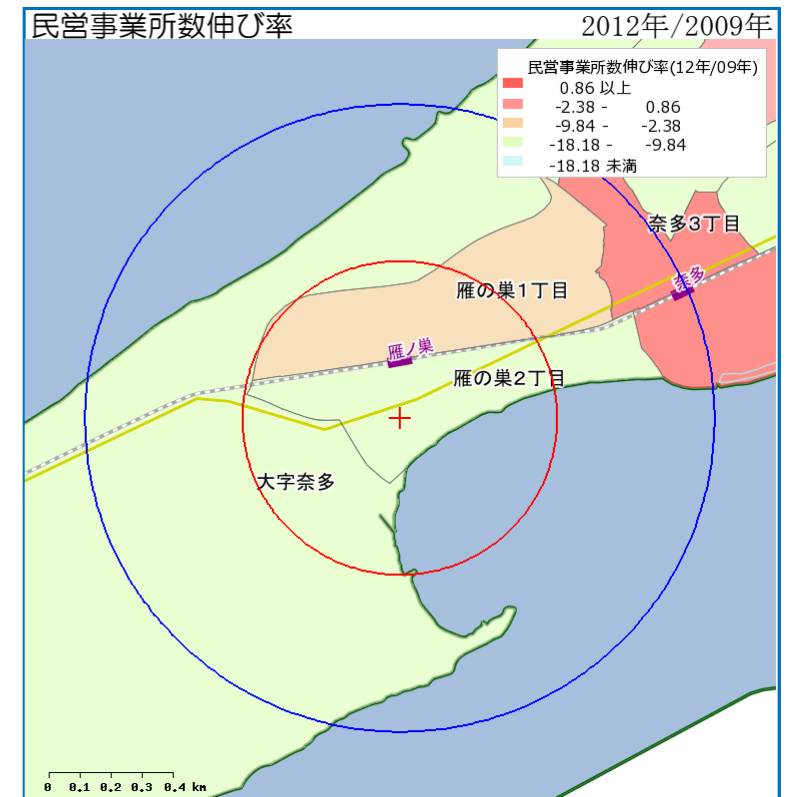 民営事業所数伸び率
2012年/2009年
民営事業所数伸び率(12年/09年)
0.86 以上
-2.38 - 0.86
-9.84 - -2.38
-18.18 - -9.84
-18.18 未満
奈多3丁目
奈多
雁の巣1丁目
雁ノ巣
雁の巣2丁目
大字奈多
0 0.1 0.2 0.3 0.4 km